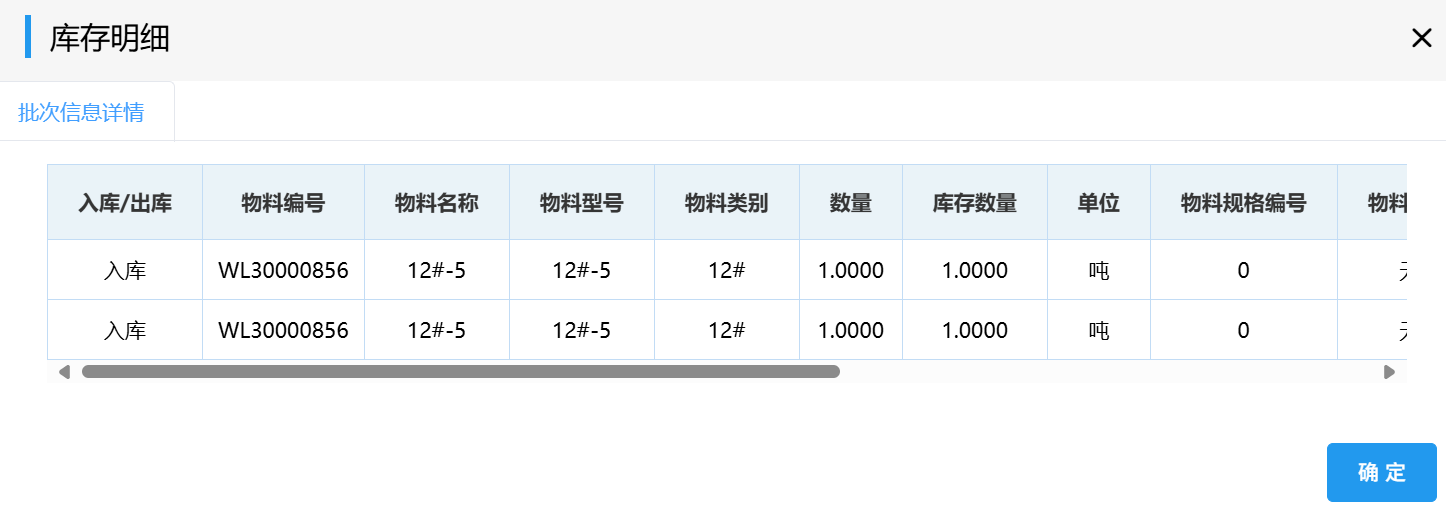 库存明细
批次信息详情
入库/出库 物料编号 物料名称 物料型号 物料类别 数量 库存数量 单位 物料规格编号 物料
入库 WL30000856 12#-5 12#-5 12# 1.0000 1.0000 吨 0
入库 WL30000856 12#-5 12#-5 12# 1.0000 1.0000 吨 0
确 定